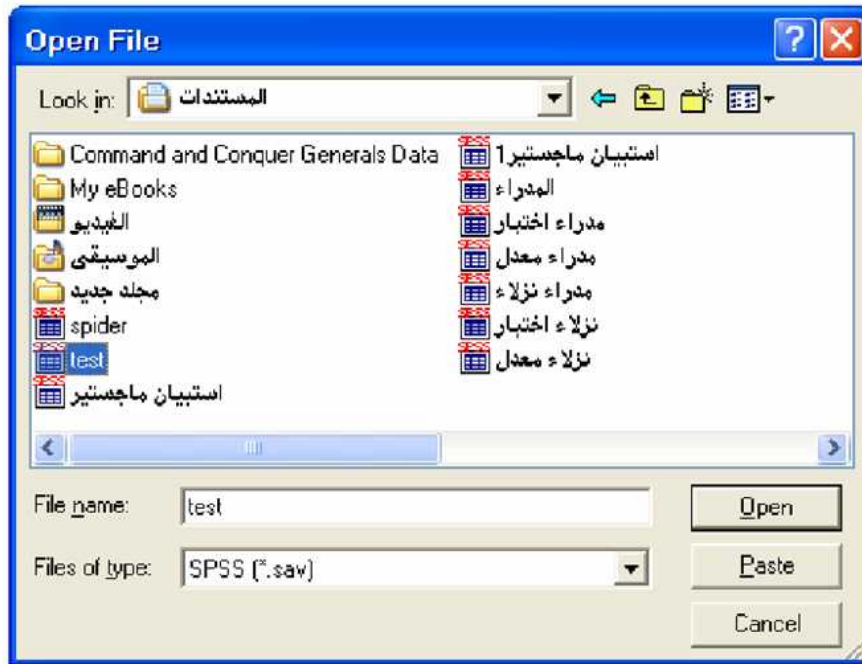 Open File
Look in: المستندات
Command and Conquer Generals Data
My eBooks
الفيديو
الموسيقى
مجلد جديد
spider
test
استبيان ماجستير
استبيان ماجستير1
المدراء
مدراء اختبار
مدراء معدل
مدراء نزلاء
نزلاء اختبار
نزلاء معدل
File name: test
Open
Files of type: SPSS (*.sav)
Paste
Cancel